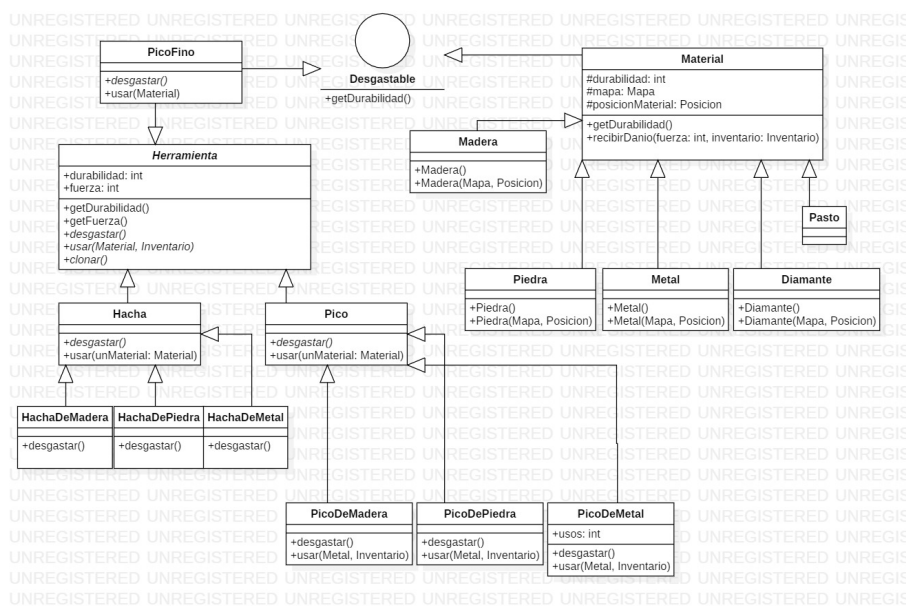 PicoFino
+desgastar()
+usar(Material)
Desgastable
+getDurabilidad()
Material
#durabilidad: int
#mapa: Mapa
#posicionMaterial: Posicion
+getDurabilidad()
+recibirDanio(fuerza: int, inventario: Inventario)
Madera
+Madera()
+Madera(Mapa, Posicion)
Herramienta
+durabilidad: int
+fuerza: int
+getDurabilidad()
+getFuerza()
+desgastar()
+usar(Material, Inventario)
+clonar()
Pasto
Piedra
+Piedra()
+Piedra(Mapa, Posicion)
Metal
+Metal()
+Metal(Mapa, Posicion)
Diamante
+Diamante()
+Diamante(Mapa, Posicion)
Hacha
+desgastar()
+usar(unMaterial: Material)
Pico
+desgastar()
+usar(unMaterial: Material)
HachaDeMadera
+desgastar()
HachaDePiedra
+desgastar()
HachaDeMetal
+desgastar()
PicoDeMadera
+desgastar()
+usar(Metal, Inventario)
PicoDePiedra
+desgastar()
+usar(Metal, Inventario)
PicoDeMetal
+usos: int
+desgastar()
+usar(Metal, Inventario)
UNREGISTERED